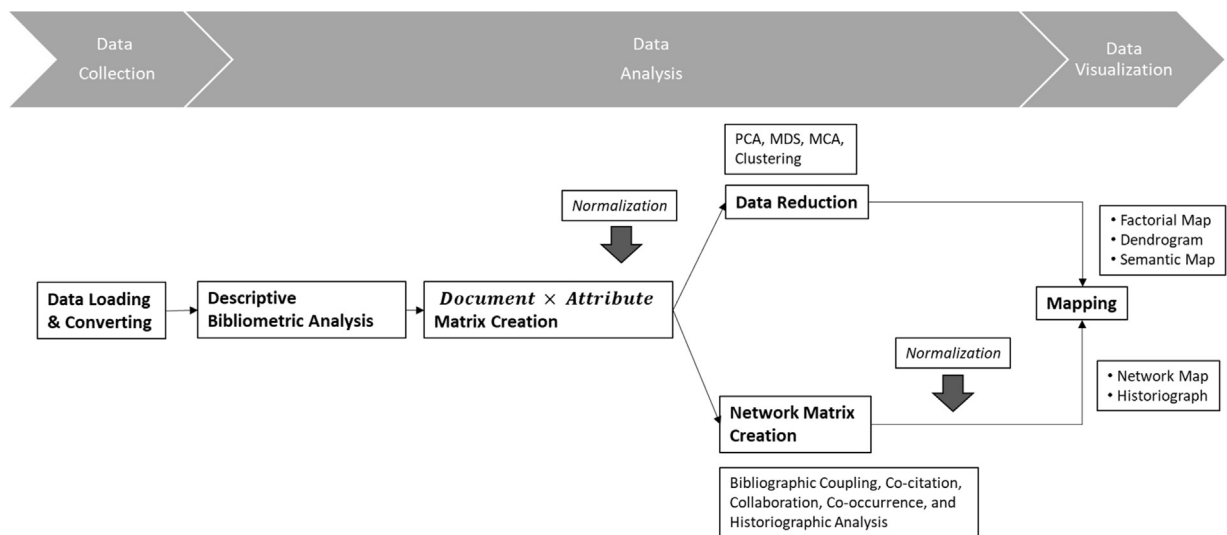 Data
Collection
Data
Analysis
Data
Visualization
PCA, MDS, MCA,
Clustering
Normalization
Data Reduction
• Factorial Map
• Dendrogram
• Semantic Map
Data Loading
& Converting
Descriptive
Bibliometric Analysis
Document × Attribute
Matrix Creation
Mapping
Normalization
• Network Map
• Historiograph
Network Matrix
Creation
Bibliographic Coupling, Co-citation,
Collaboration, Co-occurrence, and
Historiographic Analysis